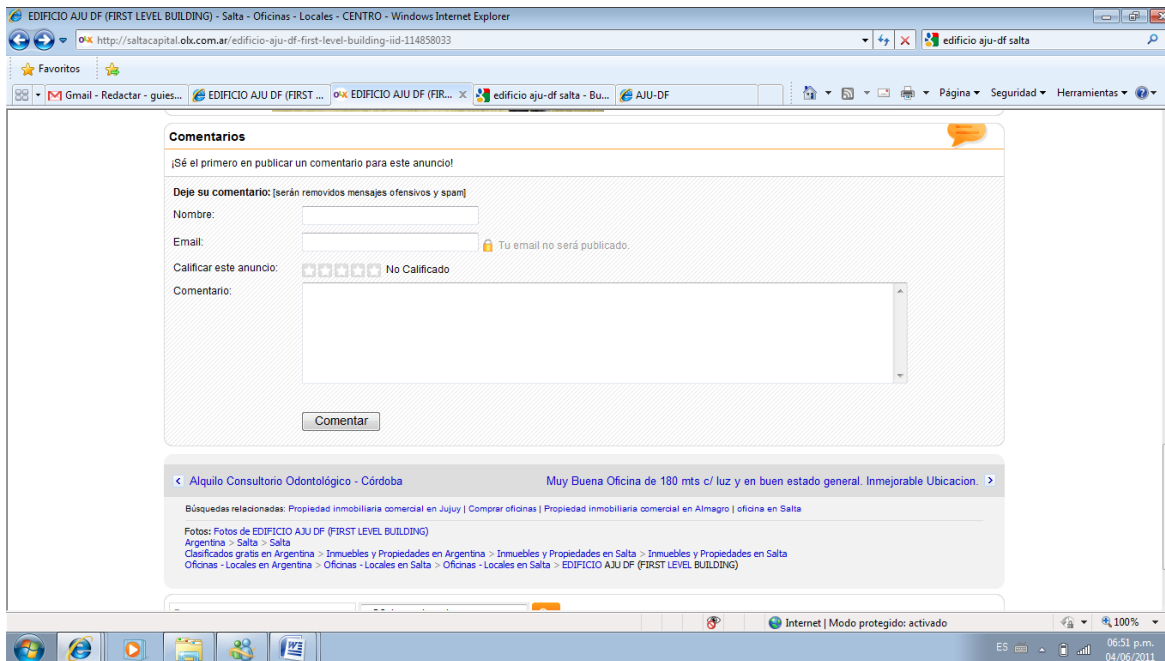 EDIFICIO AJU DF (FIRST LEVEL BUILDING) - Salta - Oficinas - Locales - CENTRO - Windows Internet Explorer
olx http://saltacapital.olx.com.ar/edificio-aju-df-first-level-building-iid-114858033 edificio aju-df salta
Favoritos
Gmail - Redactar - guies... EDIFICIO AJU DF (FIRST ... olx EDIFICIO AJU DF (FIR... X edificio aju-df salta - Bu... AJU-DF Página Seguridad Herramientas
Comentarios
¡Sé el primero en publicar un comentario para este anuncio!
Deje su comentario: [serán removidos mensajes ofensivos y spam]
Nombre:
Email: Tu email no será publicado.
Calificar este anuncio: No Calificado
Comentario:
Comentar
< Alquilo Consultorio Odontológico - Córdoba Muy Buena Oficina de 180 mts c/ luz y en buen estado general. Inmejorable Ubicacion. >
Búsquedas relacionadas: Propiedad inmobiliaria comercial en Jujuy | Comprar oficinas | Propiedad inmobiliaria comercial en Almagro | oficina en Salta
Fotos: Fotos de EDIFICIO AJU DF (FIRST LEVEL BUILDING)
Argentina > Salta > Salta
Clasificados gratis en Argentina > Inmuebles y Propiedades en Argentina > Inmuebles y Propiedades en Salta > Inmuebles y Propiedades en Salta
Oficinas - Locales en Argentina > Oficinas - Locales en Salta > Oficinas - Locales en Salta > EDIFICIO AJU DF (FIRST LEVEL BUILDING)
Internet | Modo protegido: activado 100%
ES 06:51 p.m.
04/06/2011